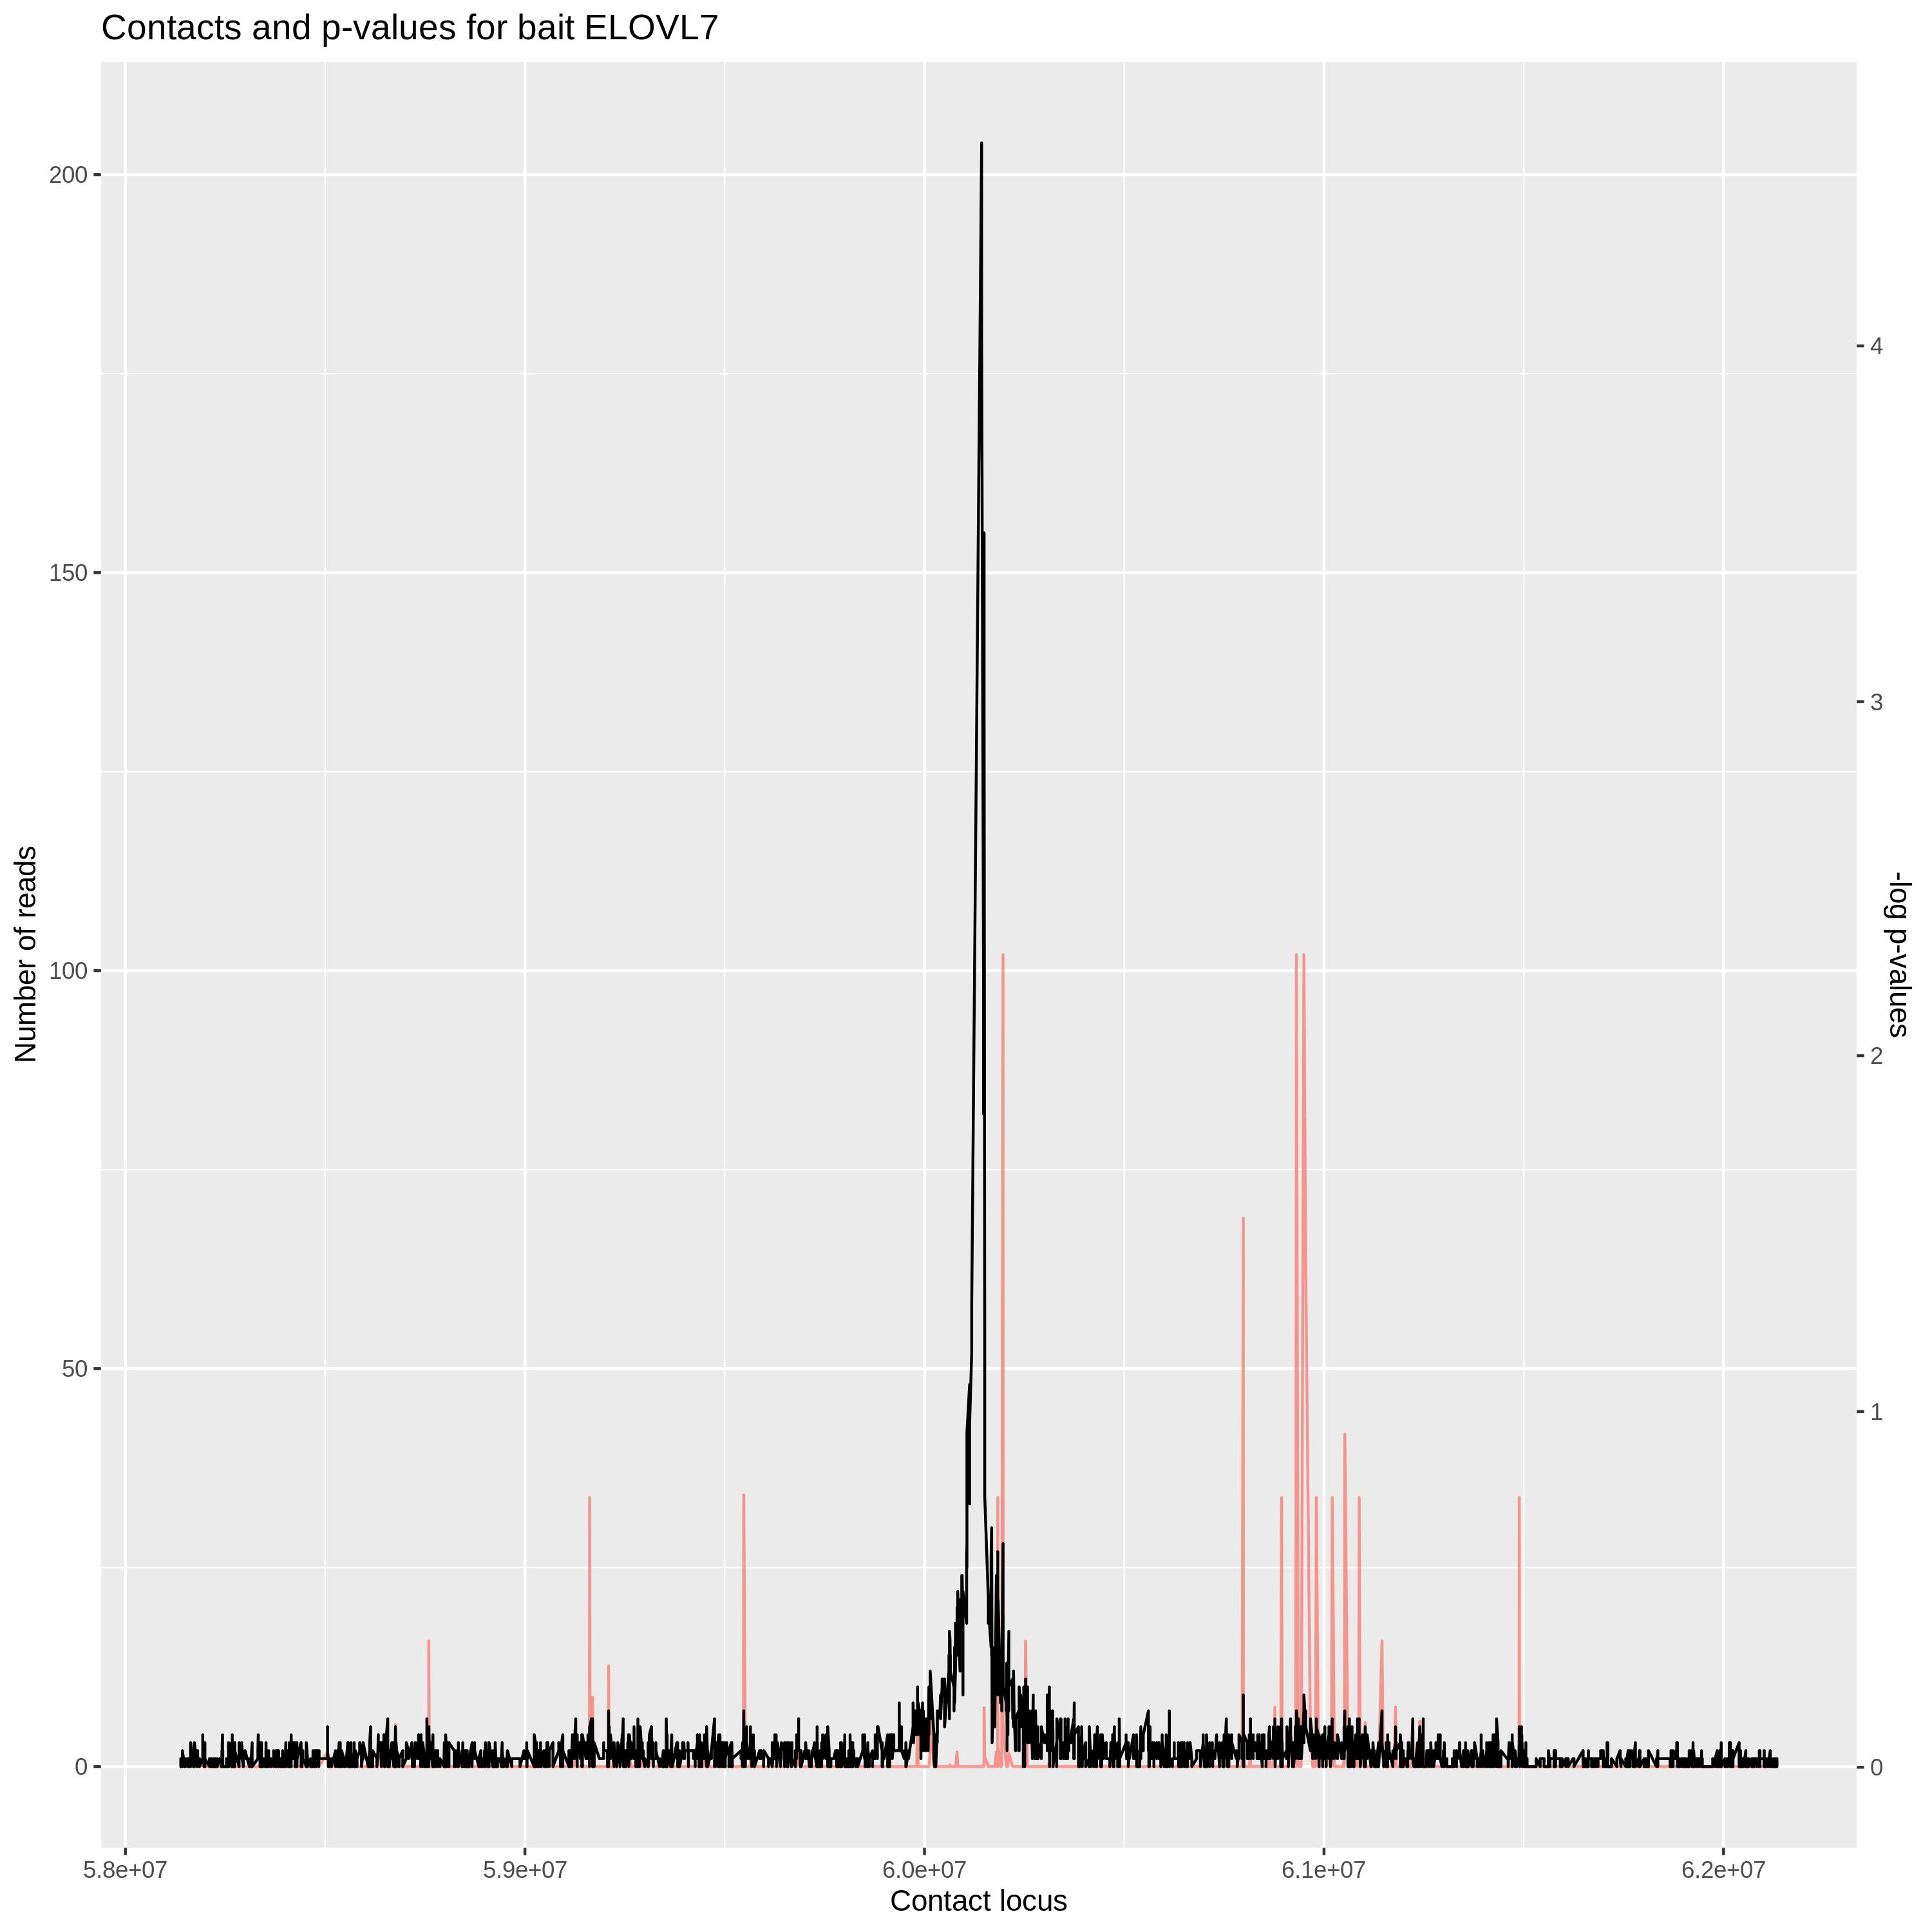 Contacts and p-values for bait ELOVL7
200
150
100
50
0
Number of reads
4
3
2
1
0
-log p-values
5.8e+07 5.9e+07 6.0e+07 6.1e+07 6.2e+07
Contact locus